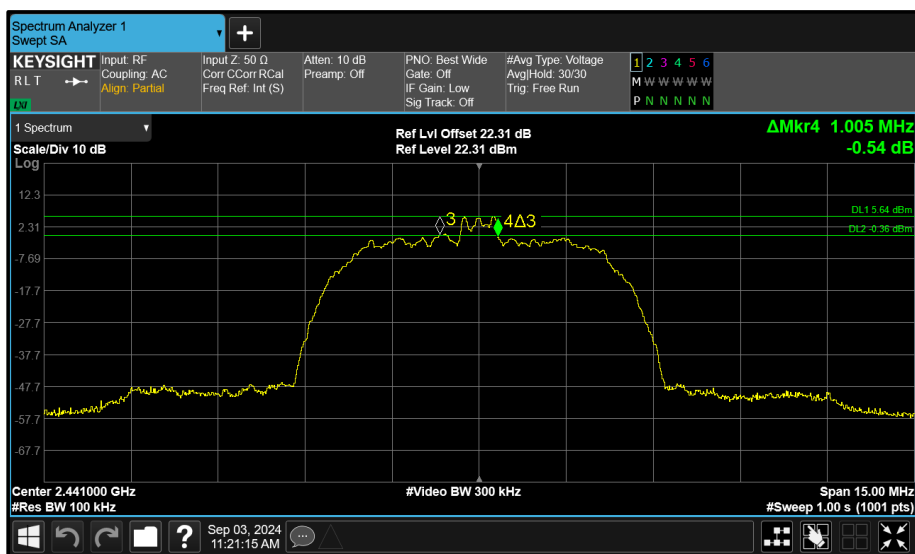 Spectrum Analyzer 1
Swept SA
+
KEYSIGHT
RLT
LXI
Input: RF
Coupling: AC
Align: Partial
Input Z: 50 Ω
Corr CCorr RCal
Freq Ref: Int (S)
Atten: 10 dB
Preamp: Off
PNO: Best Wide
Gate: Off
IF Gain: Low
Sig Track: Off
#Avg Type: Voltage
Avg|Hold: 30/30
Trig: Free Run
1 2 3 4 5 6
M W W W W W
P N N N N N
1 Spectrum
Scale/Div 10 dB
Log
Ref Lvl Offset 22.31 dB
Ref Level 22.31 dBm
ΔMkr4 1.005 MHz
-0.54 dB
12.3
2.31
-7.69
-17.7
-27.7
-37.7
-47.7
-57.7
-67.7
3
4Δ3
DL1 5.64 dBm
DL2 -0.36 dBm
Center 2.441000 GHz
#Res BW 100 kHz
#Video BW 300 kHz
Span 15.00 MHz
#Sweep 1.00 s (1001 pts)
?
Sep 03, 2024
11:21:15 AM